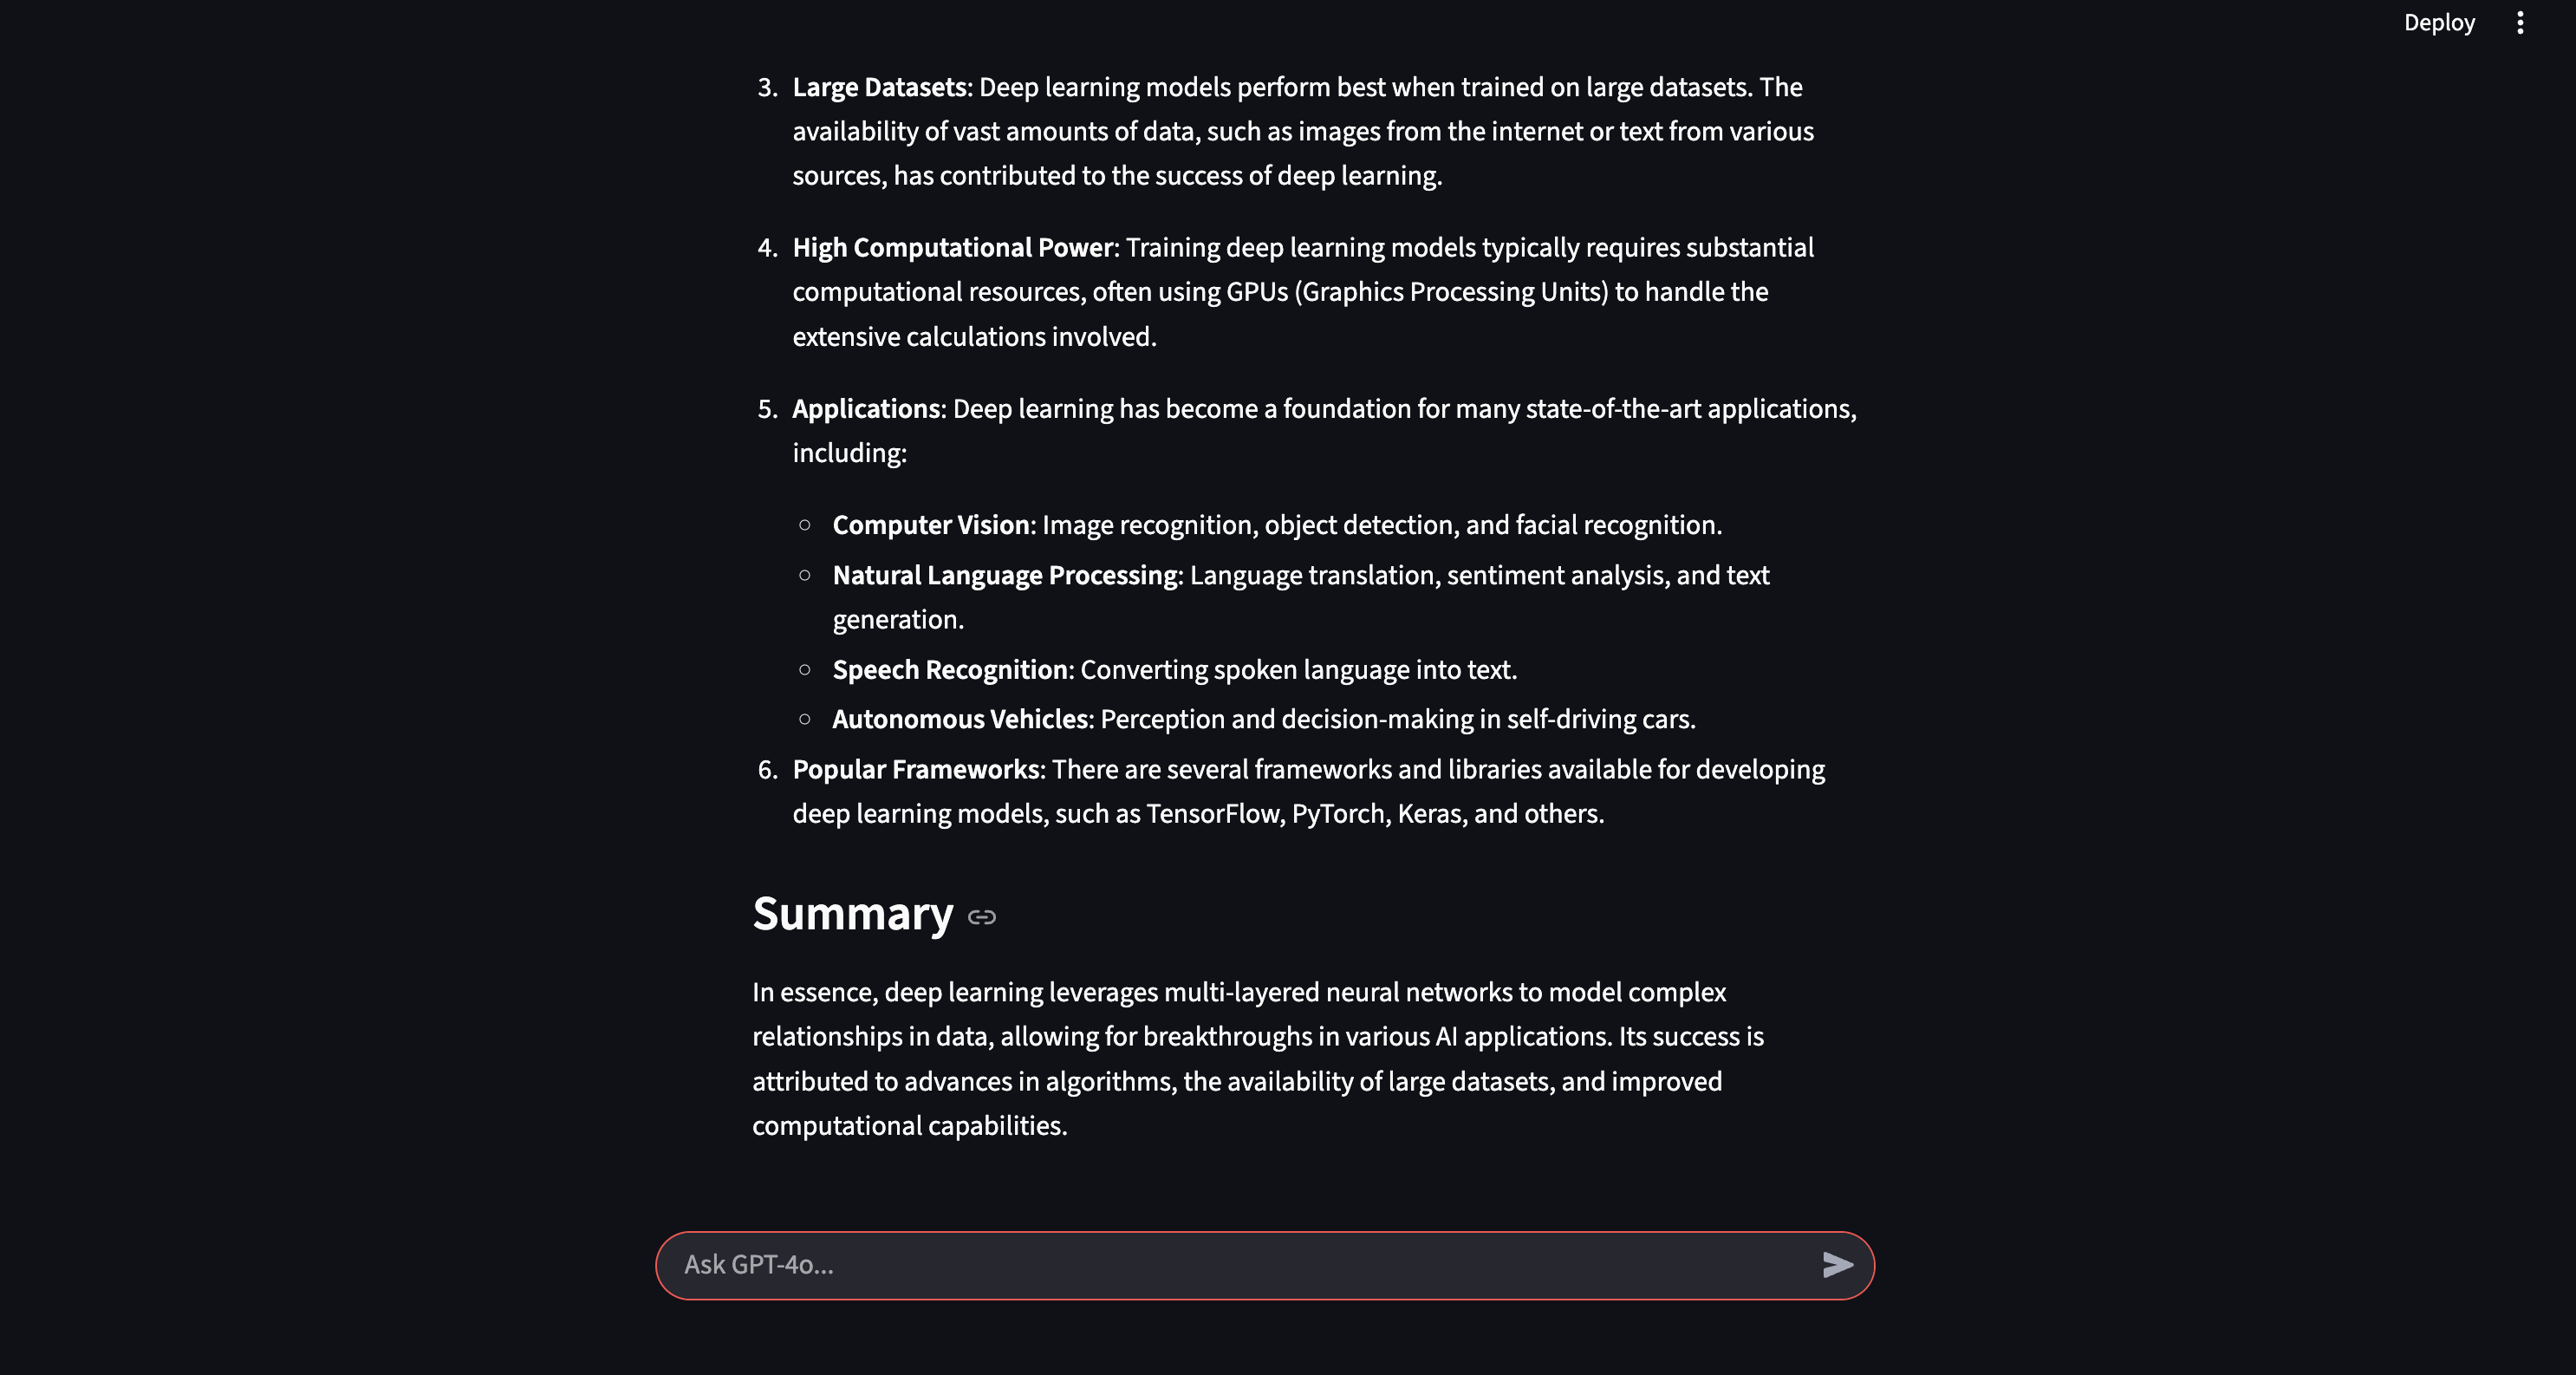 Deploy
3. Large Datasets: Deep learning models perform best when trained on large datasets. The
availability of vast amounts of data, such as images from the internet or text from various
sources, has contributed to the success of deep learning.
4. High Computational Power: Training deep learning models typically requires substantial
computational resources, often using GPUs (Graphics Processing Units) to handle the
extensive calculations involved.
5. Applications: Deep learning has become a foundation for many state-of-the-art applications,
including:
○ Computer Vision: Image recognition, object detection, and facial recognition.
○ Natural Language Processing: Language translation, sentiment analysis, and text
generation.
○ Speech Recognition: Converting spoken language into text.
○ Autonomous Vehicles: Perception and decision-making in self-driving cars.
6. Popular Frameworks: There are several frameworks and libraries available for developing
deep learning models, such as TensorFlow, PyTorch, Keras, and others.
Summary
In essence, deep learning leverages multi-layered neural networks to model complex
relationships in data, allowing for breakthroughs in various AI applications. Its success is
attributed to advances in algorithms, the availability of large datasets, and improved
computational capabilities.
Ask GPT-4o...